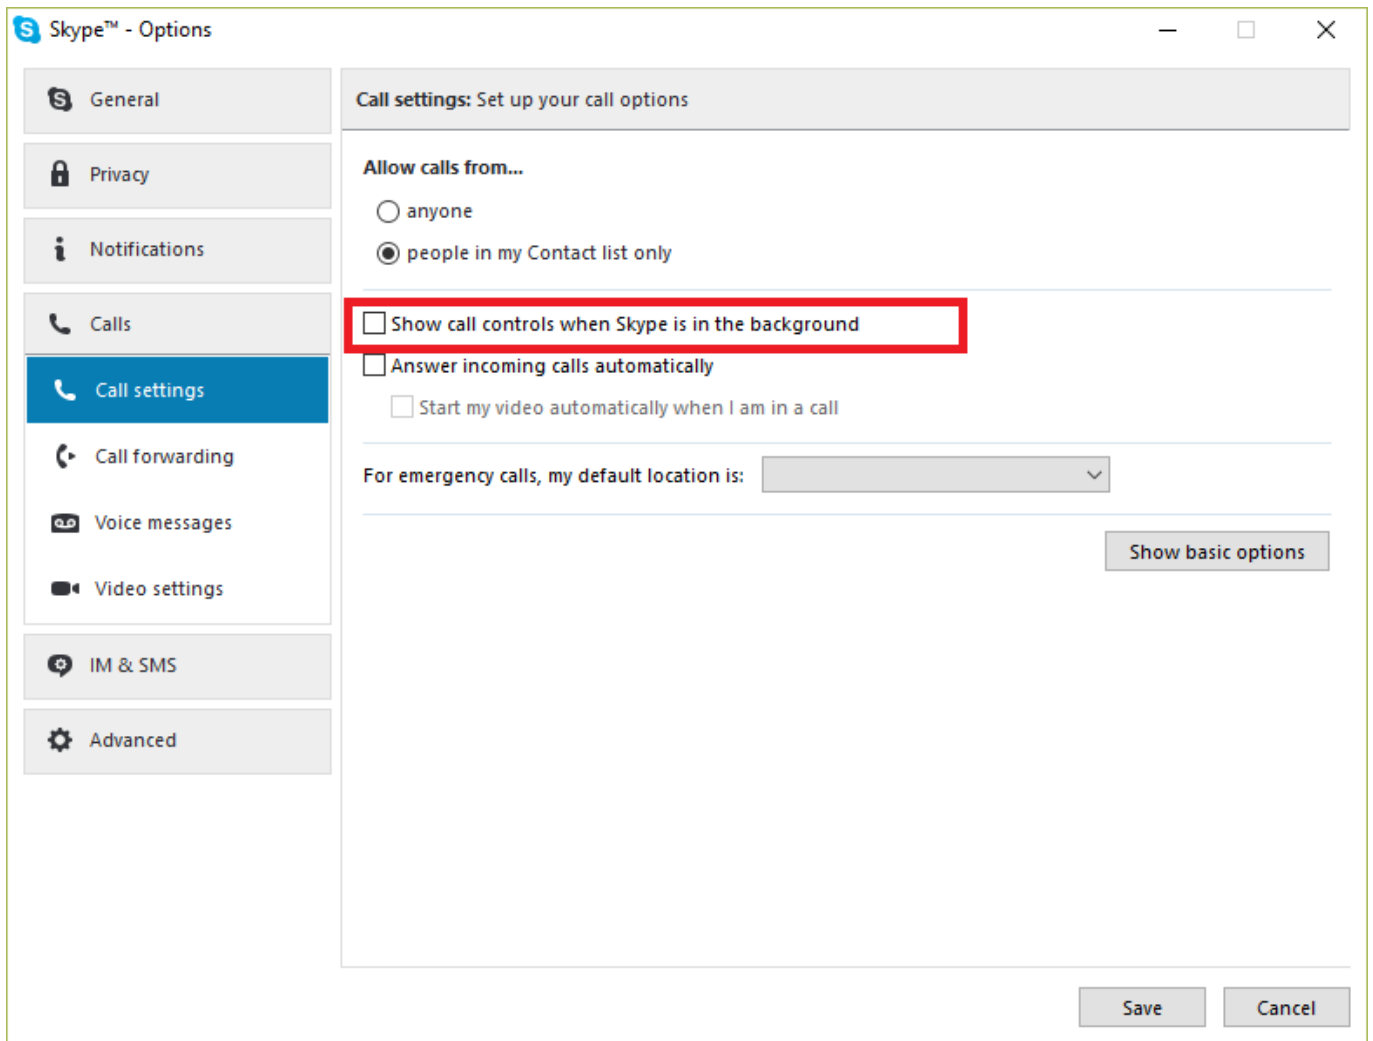 Skype™ - Options
General
Privacy
Notifications
Calls
Call settings
Call forwarding
Voice messages
Video settings
IM & SMS
Advanced
Call settings: Set up your call options
Allow calls from...
anyone
people in my Contact list only
Show call controls when Skype is in the background
Answer incoming calls automatically
Start my video automatically when I am in a call
For emergency calls, my default location is:
Show basic options
Save
Cancel